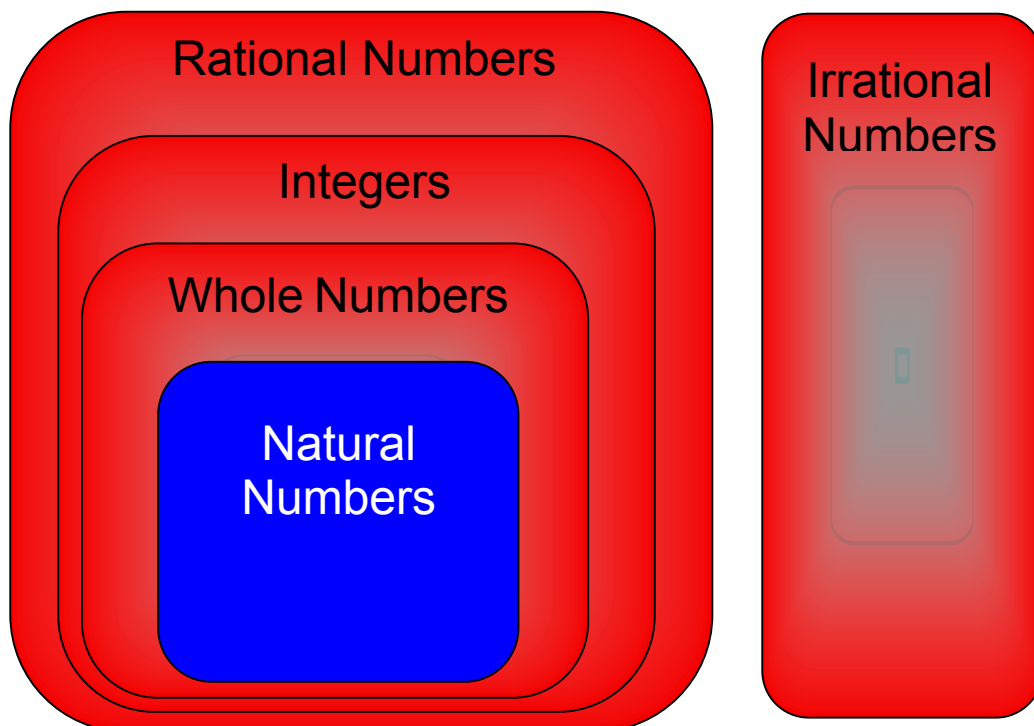 Rational Numbers
Integers
Whole Numbers
Natural
Numbers
Irrational
Numbers